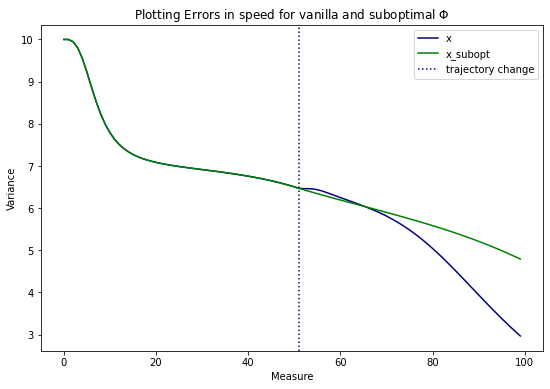 Plotting Errors in speed for vanilla and suboptimal Φ
x
x_subopt
trajectory change
Variance
10
9
8
7
6
5
4
3
0 20 40 60 80 100
Measure